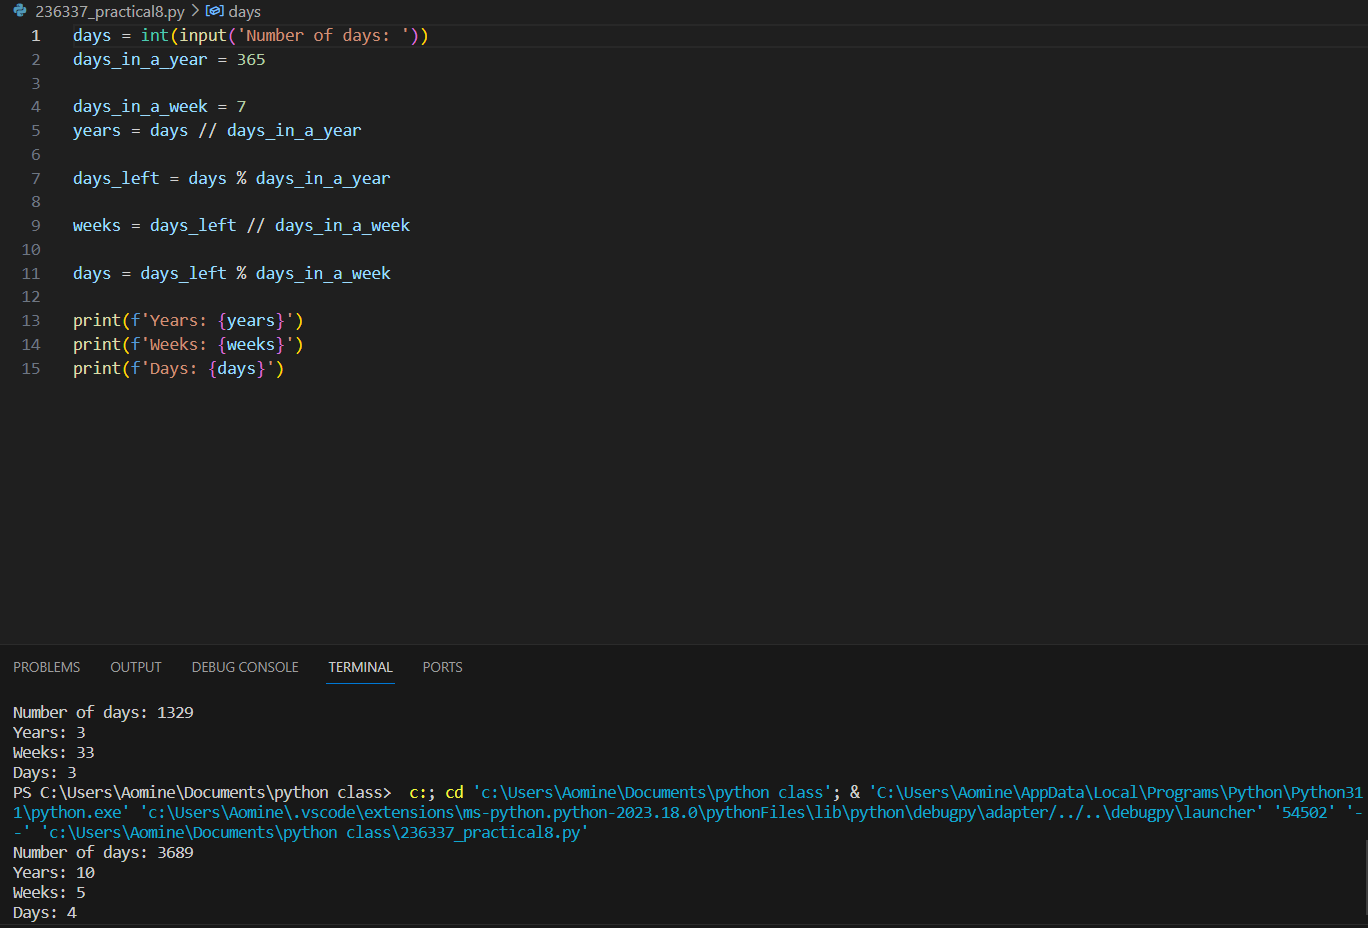 236337_practical8.py > days
1 days = int(input('Number of days: '))
2 days_in_a_year = 365
3
4 days_in_a_week = 7
5 years = days // days_in_a_year
6
7 days_left = days % days_in_a_year
8
9 weeks = days_left // days_in_a_week
10
11 days = days_left % days_in_a_week
12
13 print(f'Years: {years}')
14 print(f'Weeks: {weeks}')
15 print(f'Days: {days}')
PROBLEMS OUTPUT DEBUG CONSOLE TERMINAL PORTS
Number of days: 1329
Years: 3
Weeks: 33
Days: 3
PS C:\Users\Aomine\Documents\python class>  c:; cd 'c:\Users\Aomine\Documents\python class'; & 'C:\Users\Aomine\AppData\Local\Programs\Python\Python31
1\python.exe' 'c:\Users\Aomine\.vscode\extensions\ms-python.python-2023.18.0\pythonFiles\lib\python\debugpy\adapter/../..\debugpy\launcher' '54502' '-
-' 'c:\Users\Aomine\Documents\python class\236337_practical8.py'
Number of days: 3689
Years: 10
Weeks: 5
Days: 4